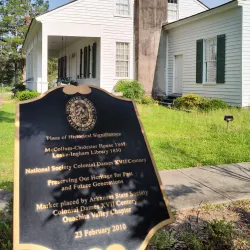 Place of Historical Significance
McCollum-Chidester House 1847
Leake-Ingham Library 1850
National Society Colonial Dames XVII Century
Preserving Our Heritage for Past
and Future Generations
Marker placed by Arkansas State Society
Colonial Dames XVII Century
Ouachita Valley Chapter
23 February 2010